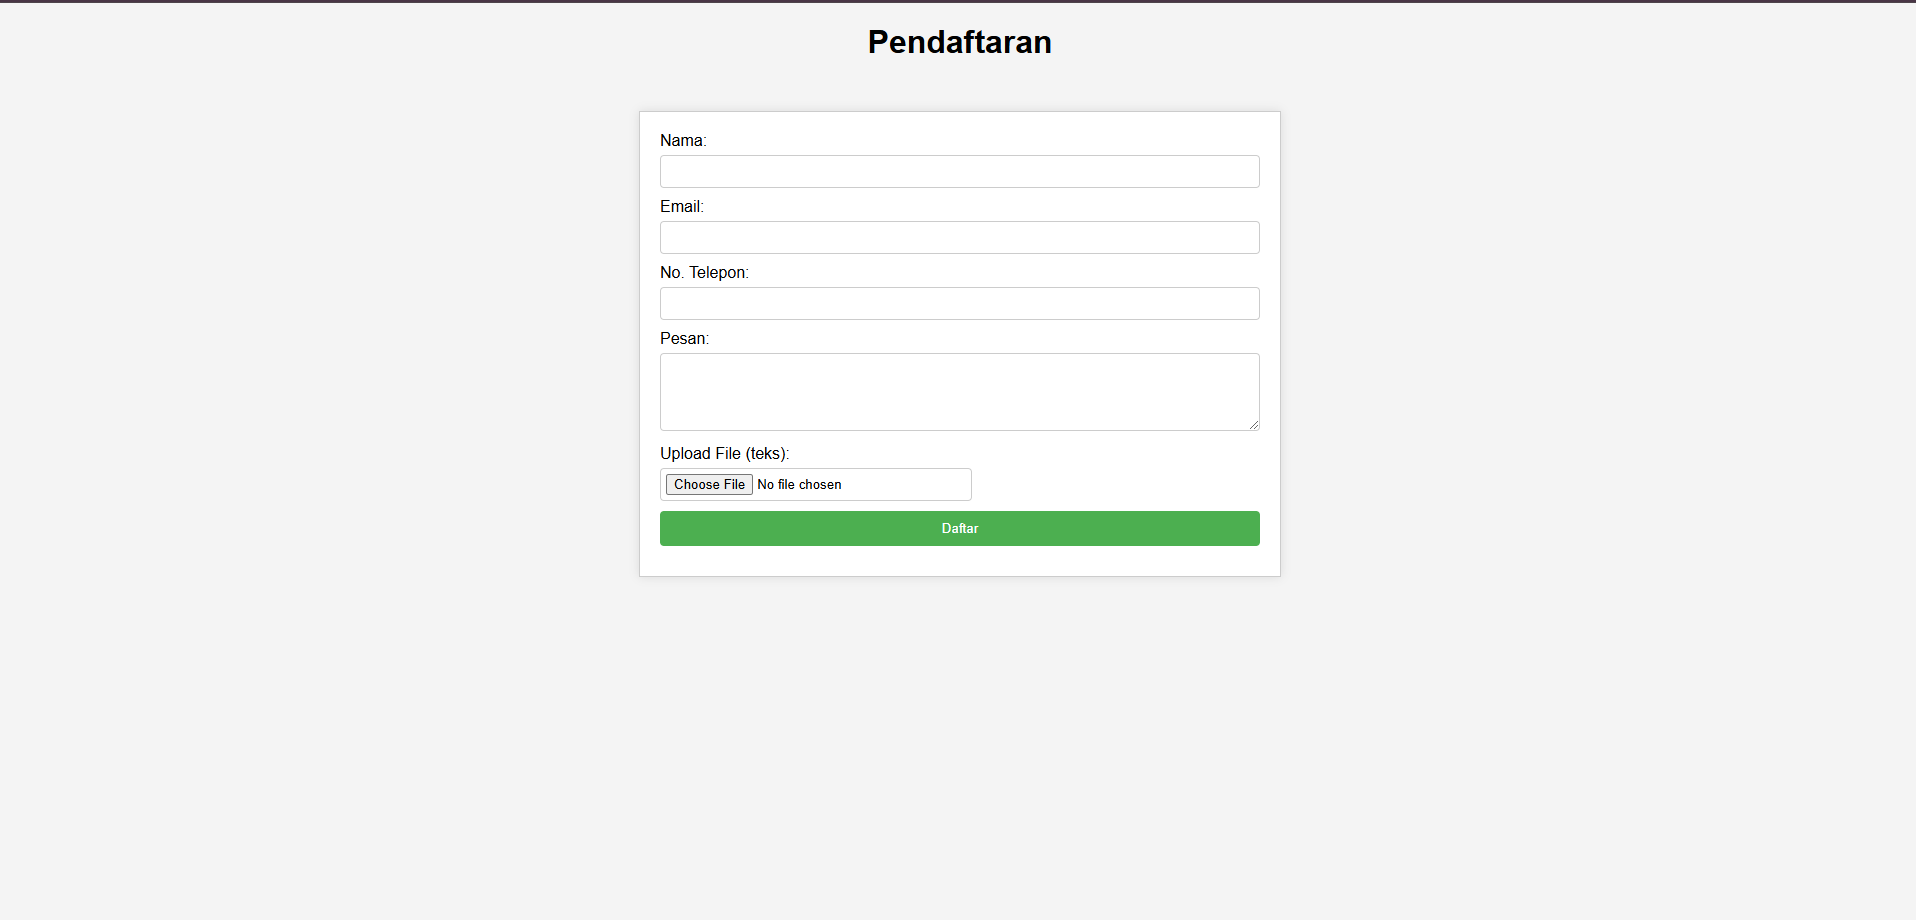 Pendaftaran
Nama:
Email:
No. Telepon:
Pesan:
Upload File (teks):
Choose File No file chosen
Daftar